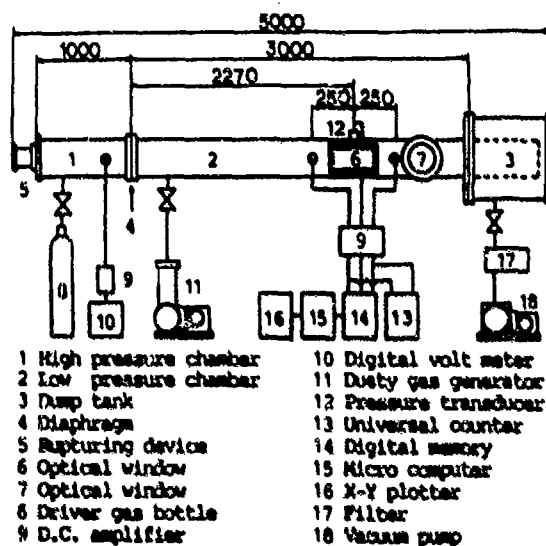 5000
1000
3000
2270
250 250
12
1
2
6
7
3
5
4
9
9
11
17
10
16
15
14
13
18
1 High pressure chamber
2 Low pressure chamber
3 Dump tank
4 Diaphragm
5 Rupturing device
6 Optical window
7 Optical window
8 Driver gas bottle
9 D.C. amplifier
10 Digital volt meter
11 Dusty gas generator
12 Pressure transducer
13 Universal counter
14 Digital memory
15 Micro computer
16 X-Y plotter
17 Filter
18 Vacuum pump